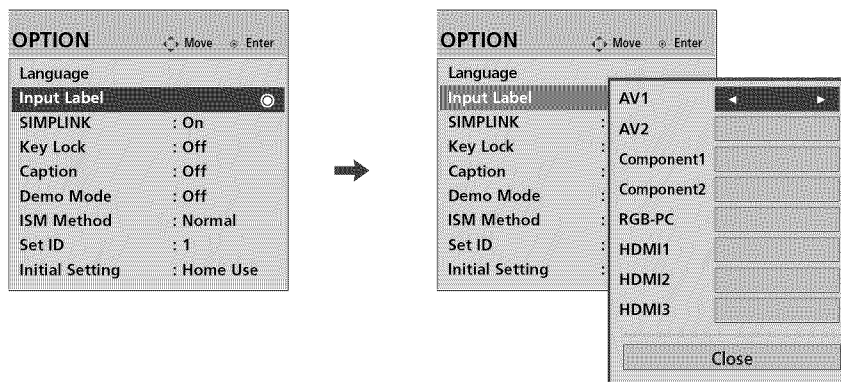 OPTION Move Enter
Language
Input Label
SIMPLINK : On
Key Lock : Off
Caption : Off
Demo Mode : Off
ISM Method : Normal
Set ID : 1
Initial Setting : Home Use
OPTION Move Enter
Language
Input Label
SIMPLINK :
Key Lock :
Caption :
Demo Mode :
ISM Method :
Set ID :
Initial Setting :
AV1
AV2
Component1
Component2
RGB-PC
HDMI1
HDMI2
HDMI3
Close